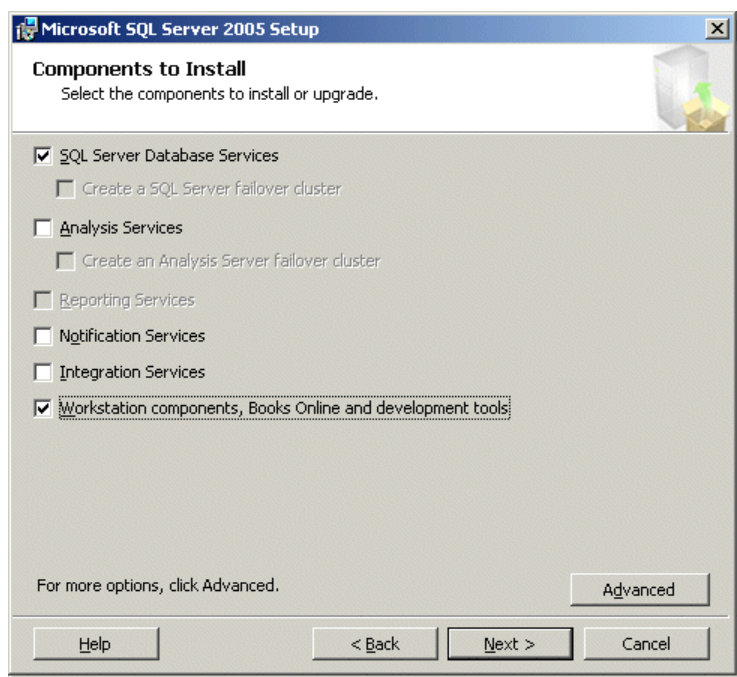 Microsoft SQL Server 2005 Setup
Components to Install
Select the components to install or upgrade.
SQL Server Database Services
Create a SQL Server failover cluster
Analysis Services
Create an Analysis Server failover cluster
Reporting Services
Notification Services
Integration Services
Workstation components, Books Online and development tools
For more options, click Advanced.
Advanced
Help
< Back
Next >
Cancel